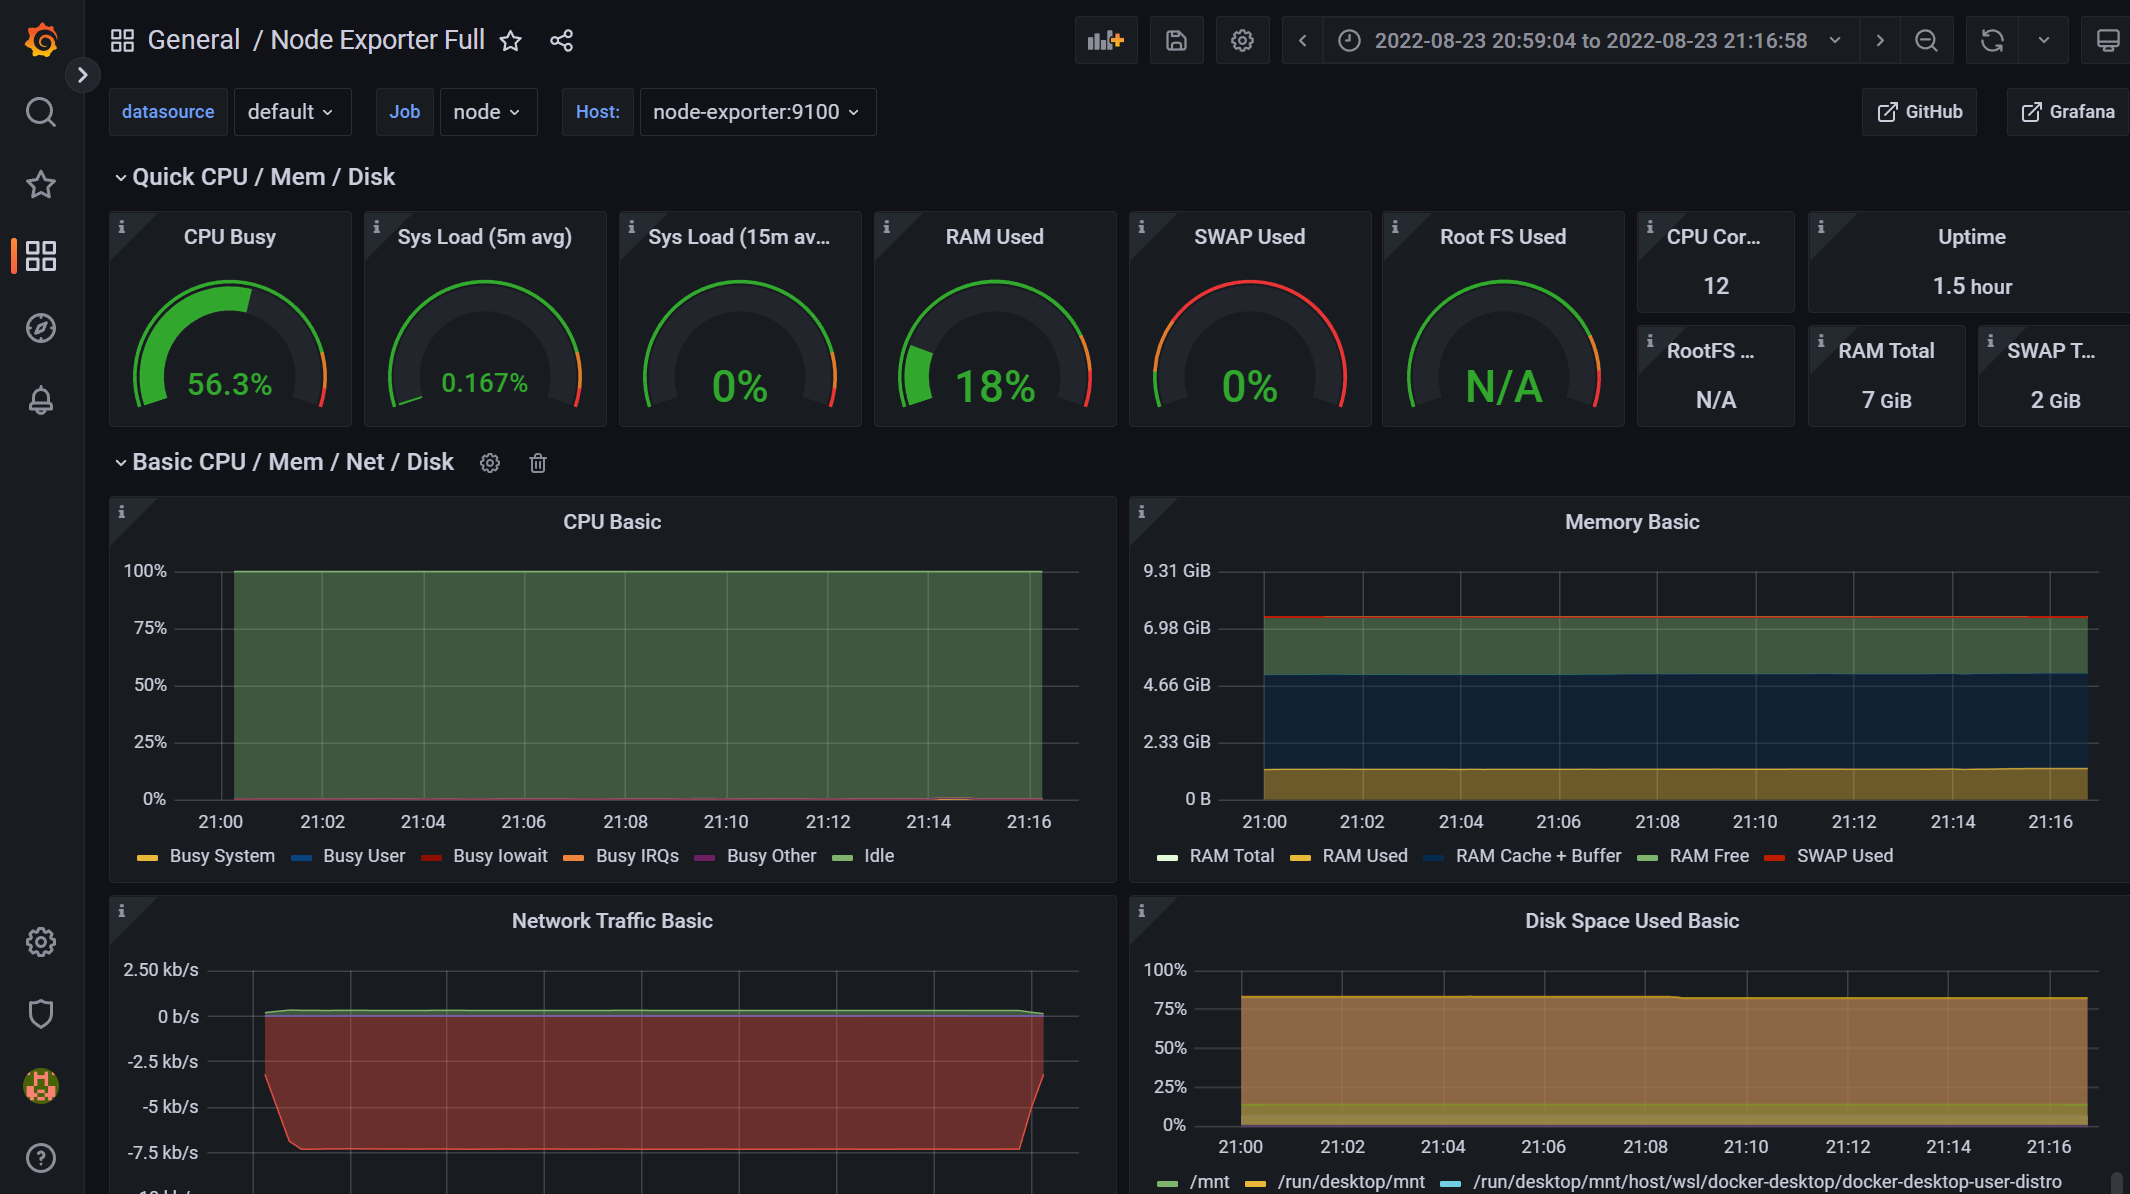 General / Node Exporter Full
2022-08-23 20:59:04 to 2022-08-23 21:16:58
datasource default Job node Host: node-exporter:9100 GitHub Grafana
Quick CPU / Mem / Disk
CPU Busy
56.3%
Sys Load (5m avg)
0.167%
Sys Load (15m av...
0%
RAM Used
18%
SWAP Used
0%
Root FS Used
N/A
CPU Cor...
12
Uptime
1.5 hour
RootFS ...
N/A
RAM Total
7 GiB
SWAP T...
2 GiB
Basic CPU / Mem / Net / Disk
CPU Basic
100%
75%
50%
25%
0%
21:00 21:02 21:04 21:06 21:08 21:10 21:12 21:14 21:16
Busy System Busy User Busy Iowait Busy IRQs Busy Other Idle
Memory Basic
9.31 GiB
6.98 GiB
4.66 GiB
2.33 GiB
0 B
21:00 21:02 21:04 21:06 21:08 21:10 21:12 21:14 21:16
RAM Total RAM Used RAM Cache + Buffer RAM Free SWAP Used
Network Traffic Basic
2.50 kb/s
0 b/s
-2.5 kb/s
-5 kb/s
-7.5 kb/s
Disk Space Used Basic
100%
75%
50%
25%
0%
21:00 21:02 21:04 21:06 21:08 21:10 21:12 21:14 21:16
/mnt /run/desktop/mnt /run/desktop/mnt/host/wsl/docker-desktop/docker-desktop-user-distro